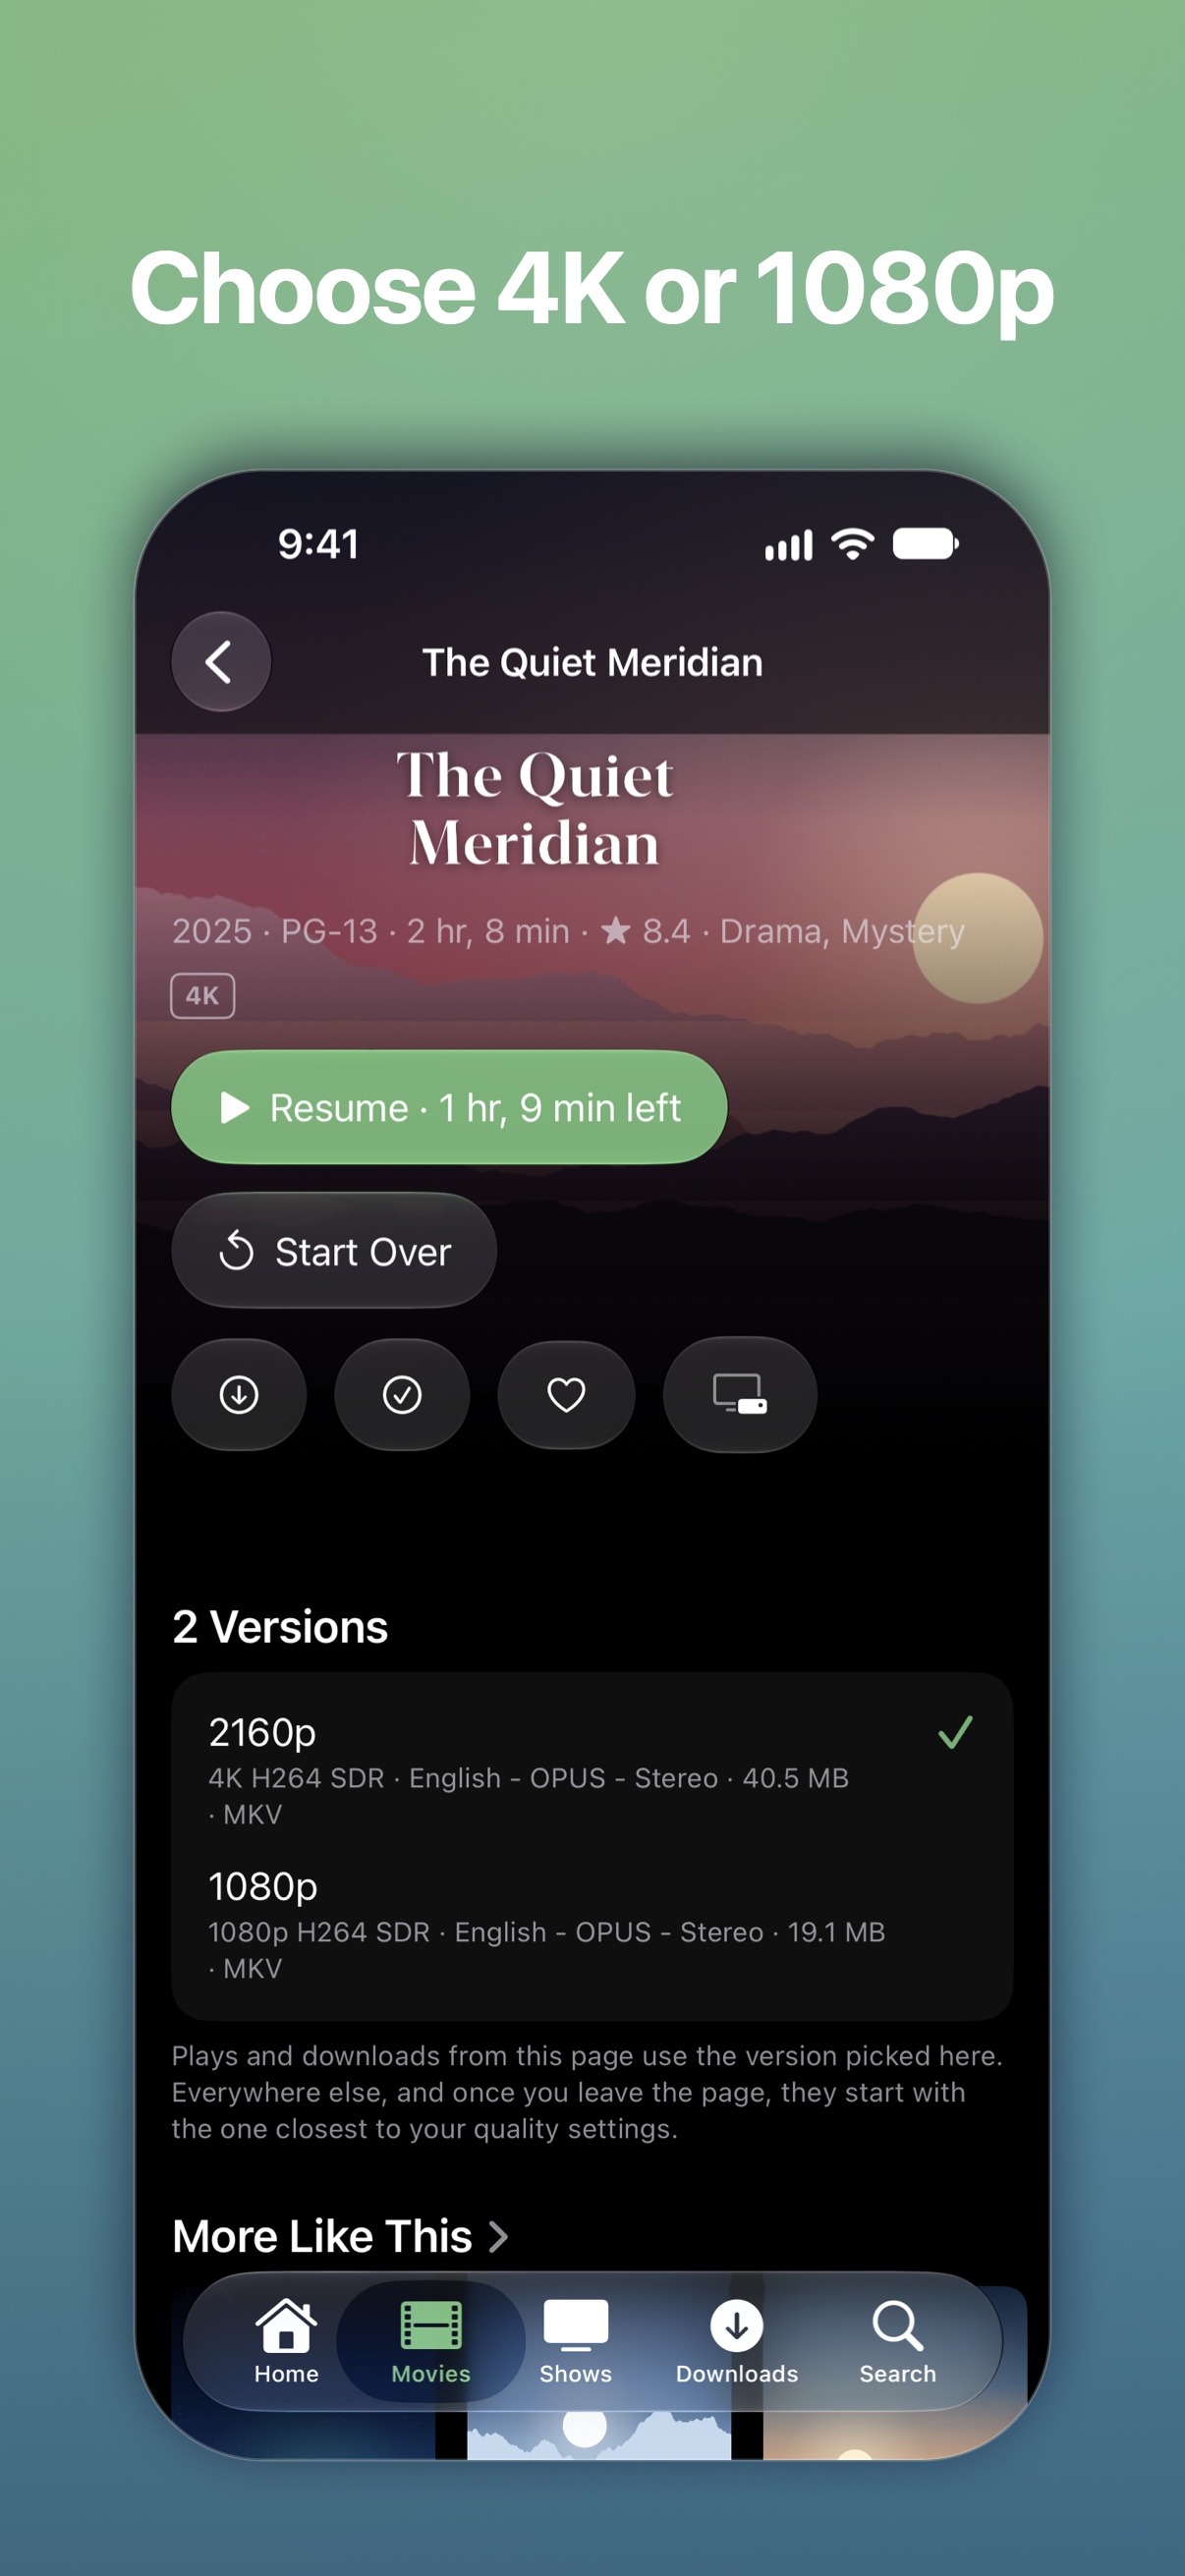 Choose 4K or 1080p
9:41
The Quiet Meridian
The Quiet
Meridian
2025 · PG-13 · 2 hr, 8 min · ★ 8.4 · Drama, Mystery
4K
Resume · 1 hr, 9 min left
Start Over
2 Versions
2160p
4K H264 SDR · English - OPUS - Stereo · 40.5 MB
· MKV
1080p
1080p H264 SDR · English - OPUS - Stereo · 19.1 MB
· MKV
Plays and downloads from this page use the version picked here.
Everywhere else, and once you leave the page, they start with
the one closest to your quality settings.
More Like This
Home Movies Shows Downloads Search